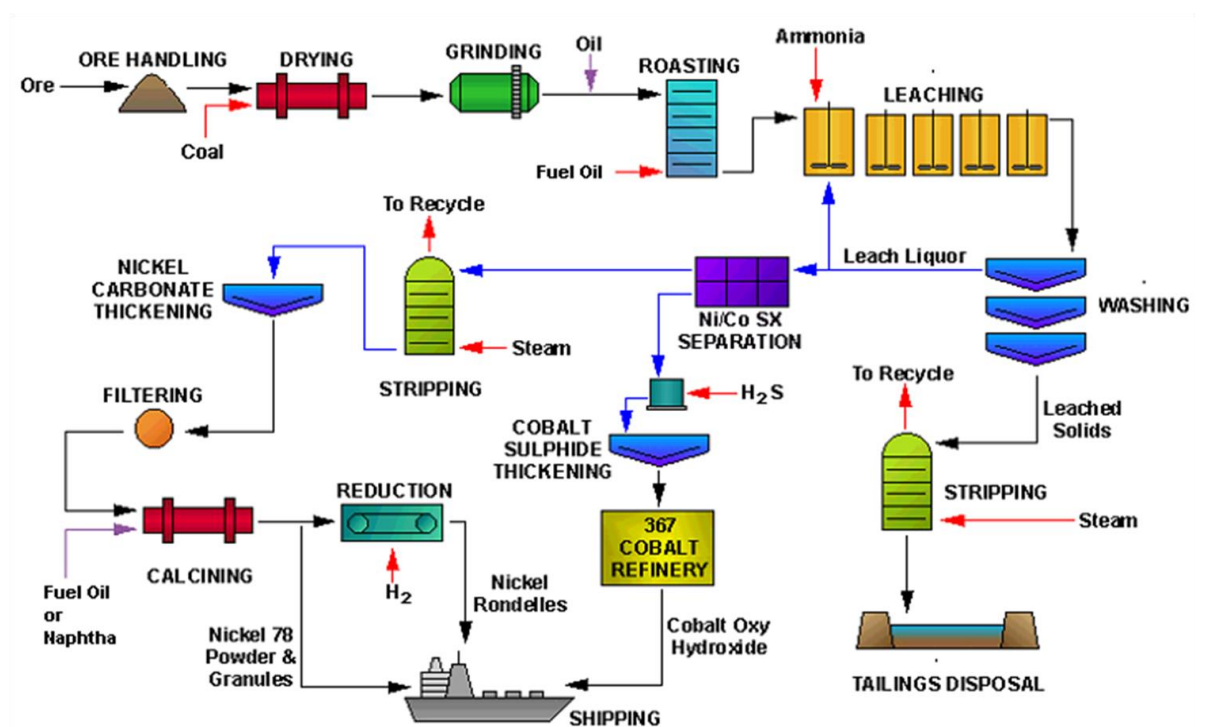 Ore
ORE HANDLING
Coal
DRYING
GRINDING
Oil
ROASTING
Fuel Oil
Ammonia
LEACHING
To Recycle
NICKEL
CARBONATE
THICKENING
Steam
STRIPPING
Ni/Co SX
SEPARATION
Leach Liquor
WASHING
H2S
COBALT
SULPHIDE
THICKENING
To Recycle
Leached
Solids
STRIPPING
Steam
FILTERING
REDUCTION
367
COBALT
REFINERY
CALCINING
Fuel Oil
or
Naphtha
H2
Nickel
Rondelles
Nickel 78
Powder &
Granules
Cobalt Oxy
Hydroxide
SHIPPING
TAILINGS DISPOSAL